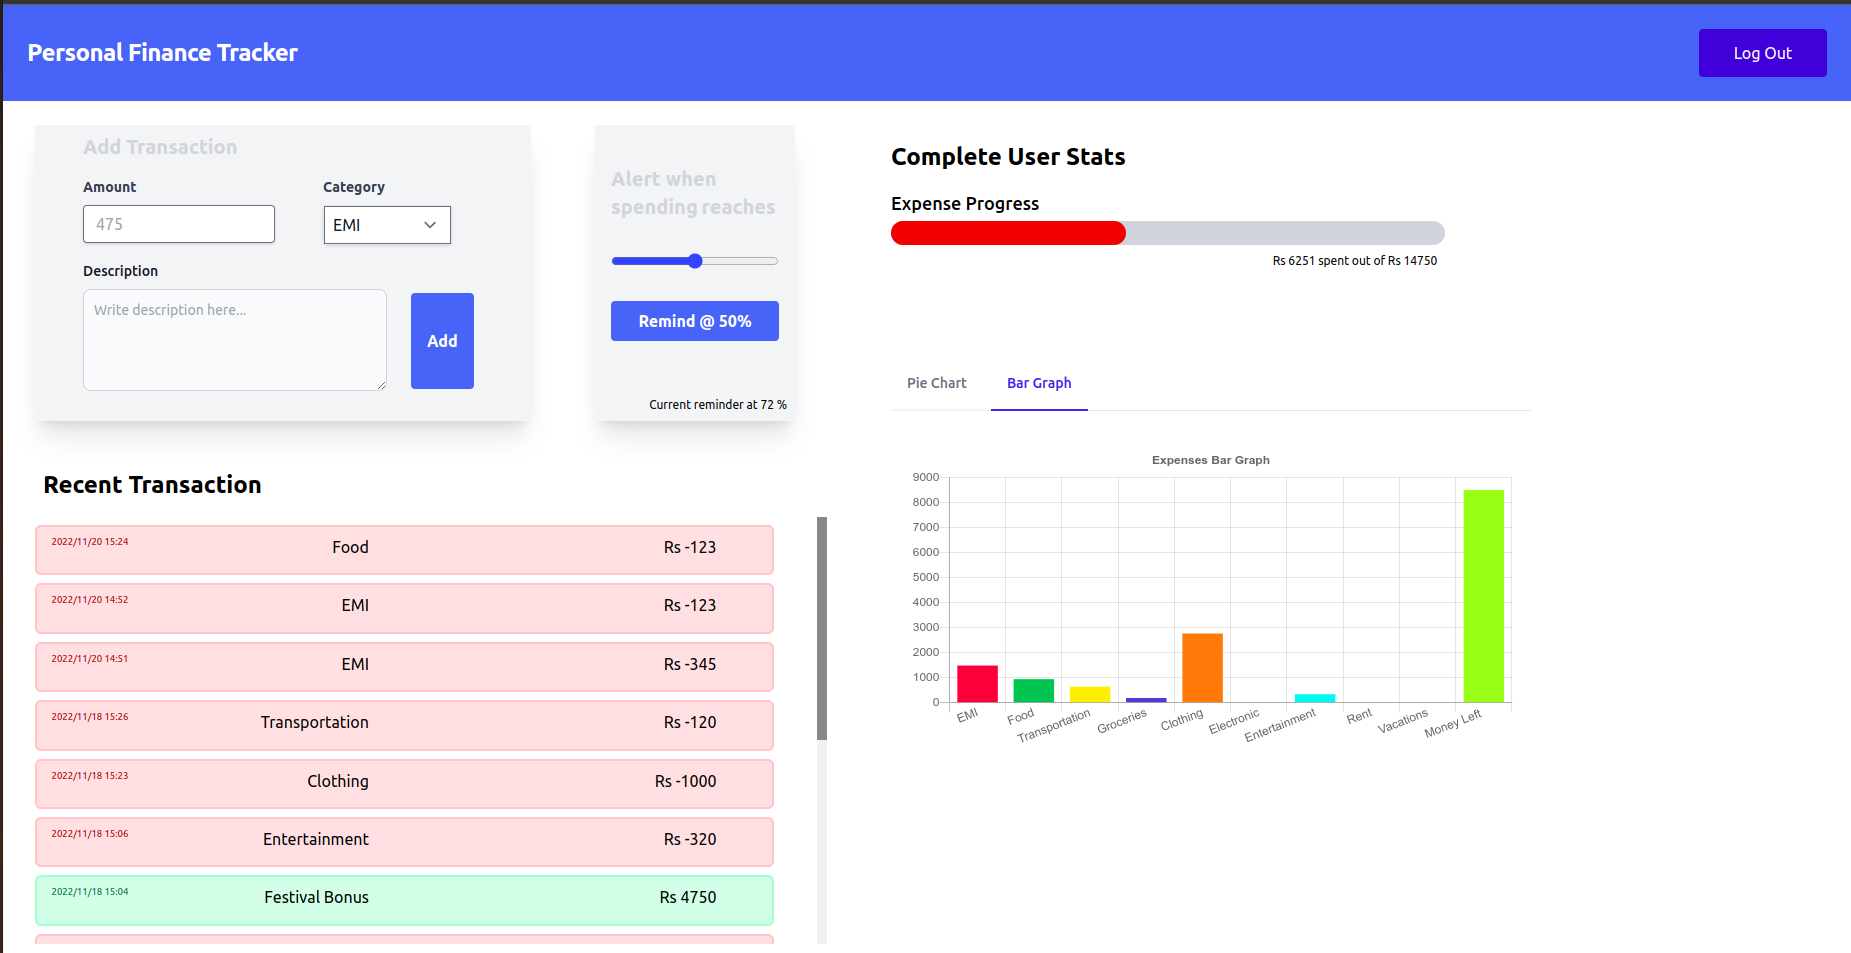 Personal Finance Tracker
Log Out
Add Transaction
Amount
Category
475
EMI
Description
Write description here...
Add
Alert when
spending reaches
Remind @ 50%
Current reminder at 72 %
Complete User Stats
Expense Progress
Rs 6251 spent out of Rs 14750
Pie Chart
Bar Graph
Expenses Bar Graph
9000
8000
7000
6000
5000
4000
3000
2000
1000
0
EMI
Food
Transportation
Groceries
Clothing
Electronic
Entertainment
Rent
Vacations
Money Left
Recent Transaction
2022/11/20 15:24 Food Rs -123
2022/11/20 14:52 EMI Rs -123
2022/11/20 14:51 EMI Rs -345
2022/11/18 15:26 Transportation Rs -120
2022/11/18 15:23 Clothing Rs -1000
2022/11/18 15:06 Entertainment Rs -320
2022/11/18 15:04 Festival Bonus Rs 4750